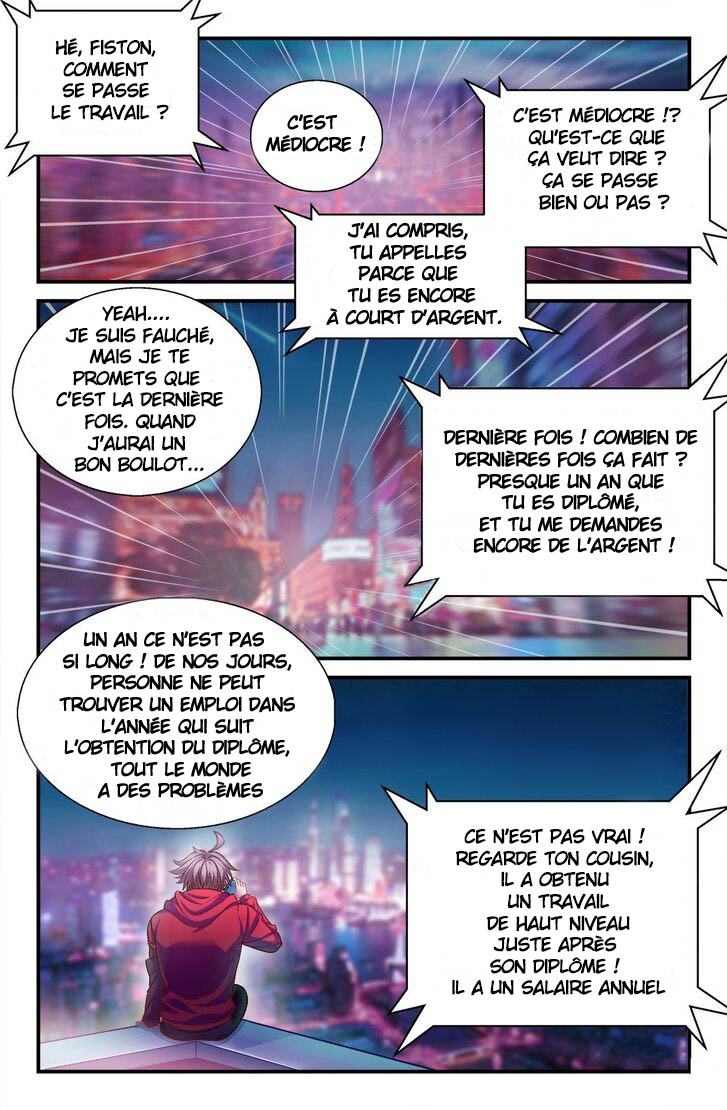 HÉ, FISTON,
COMMENT
SE PASSE
LE TRAVAIL ?
C'EST
MÉDIOCRE !
C'EST MÉDIOCRE !?
QU'EST-CE QUE
ÇA VEUT DIRE ?
ÇA SE PASSE
BIEN OU PAS ?
J'AI COMPRIS,
TU APPELLES
PARCE QUE
TU ES ENCORE
À COURT D'ARGENT.
YEAH....
JE SUIS FAUCHÉ,
MAIS JE TE
PROMETS QUE
C'EST LA DERNIÈRE
FOIS. QUAND
J'AURAI UN
BON BOULOT...
DERNIÈRE FOIS ! COMBIEN DE
DERNIÈRES FOIS ÇA FAIT ?
PRESQUE UN AN QUE
TU ES DIPLÔMÉ,
ET TU ME DEMANDES
ENCORE DE L'ARGENT !
UN AN CE N'EST PAS
SI LONG ! DE NOS JOURS,
PERSONNE NE PEUT
TROUVER UN EMPLOI DANS
L'ANNÉE QUI SUIT
L'OBTENTION DU DIPLÔME,
TOUT LE MONDE
A DES PROBLÈMES
CE N'EST PAS VRAI !
REGARDE TON COUSIN,
IL A OBTENU
UN TRAVAIL
DE HAUT NIVEAU
JUSTE APRÈS
SON DIPLÔME !
IL A UN SALAIRE ANNUEL